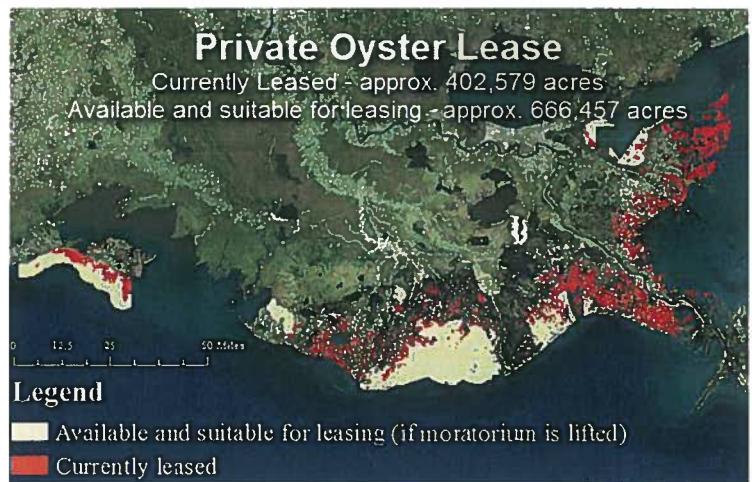 Private Oyster Lease
Currently Leased - approx. 402,579 acres
Available and suitable for leasing - approx. 666,457 acres
0 12.5 25 50 Miles
Legend
Available and suitable for leasing (if moratorium is lifted)
Currently leased